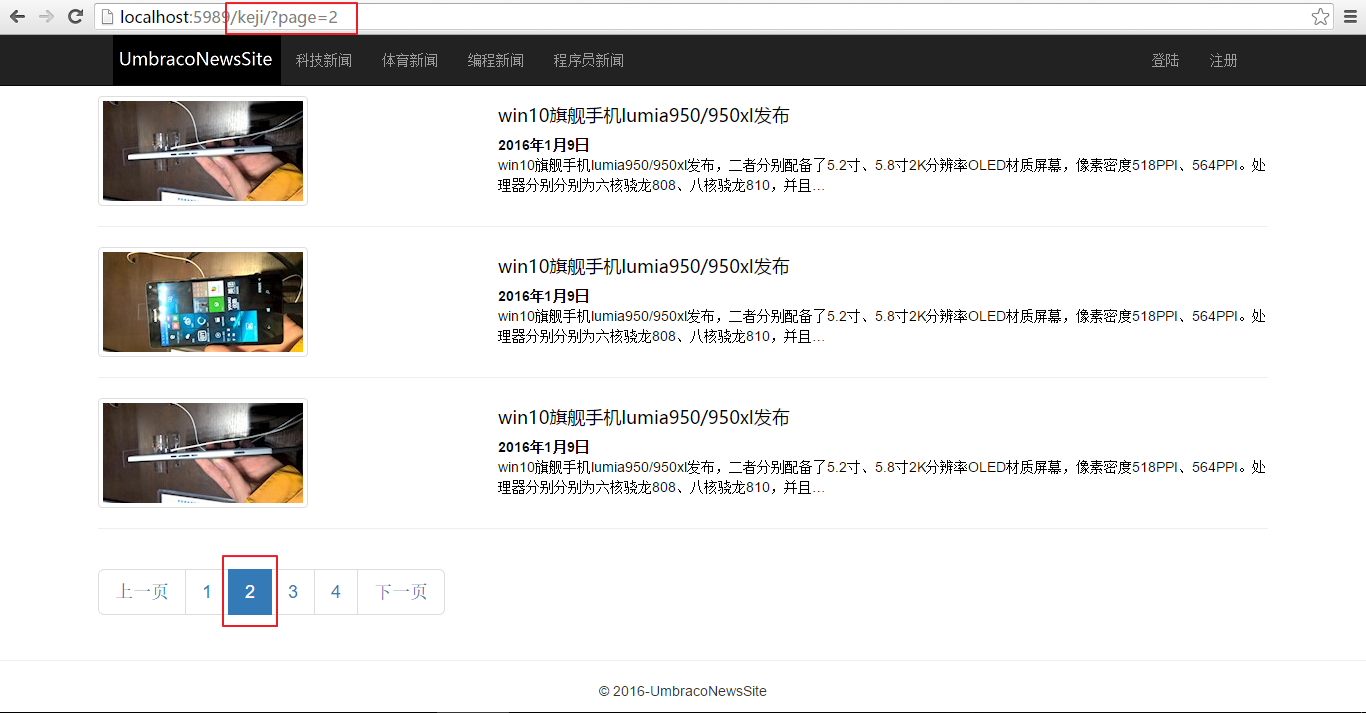 localhost:5989/keji/?page=2
UmbracoNewsSite 科技新闻 体育新闻 编程新闻 程序员新闻 登陆 注册
win10旗舰手机lumia950/950xl发布
2016年1月9日
win10旗舰手机lumia950/950xl发布，二者分别配备了5.2寸、5.8寸2K分辨率OLED材质屏幕，像素密度518PPI、564PPI。处
理器分别分别为六核骁龙808、八核骁龙810，并且...
win10旗舰手机lumia950/950xl发布
2016年1月9日
win10旗舰手机lumia950/950xl发布，二者分别配备了5.2寸、5.8寸2K分辨率OLED材质屏幕，像素密度518PPI、564PPI。处
理器分别分别为六核骁龙808、八核骁龙810，并且...
win10旗舰手机lumia950/950xl发布
2016年1月9日
win10旗舰手机lumia950/950xl发布，二者分别配备了5.2寸、5.8寸2K分辨率OLED材质屏幕，像素密度518PPI、564PPI。处
理器分别分别为六核骁龙808、八核骁龙810，并且...
上一页 1 2 3 4 下一页
© 2016-UmbracoNewsSite